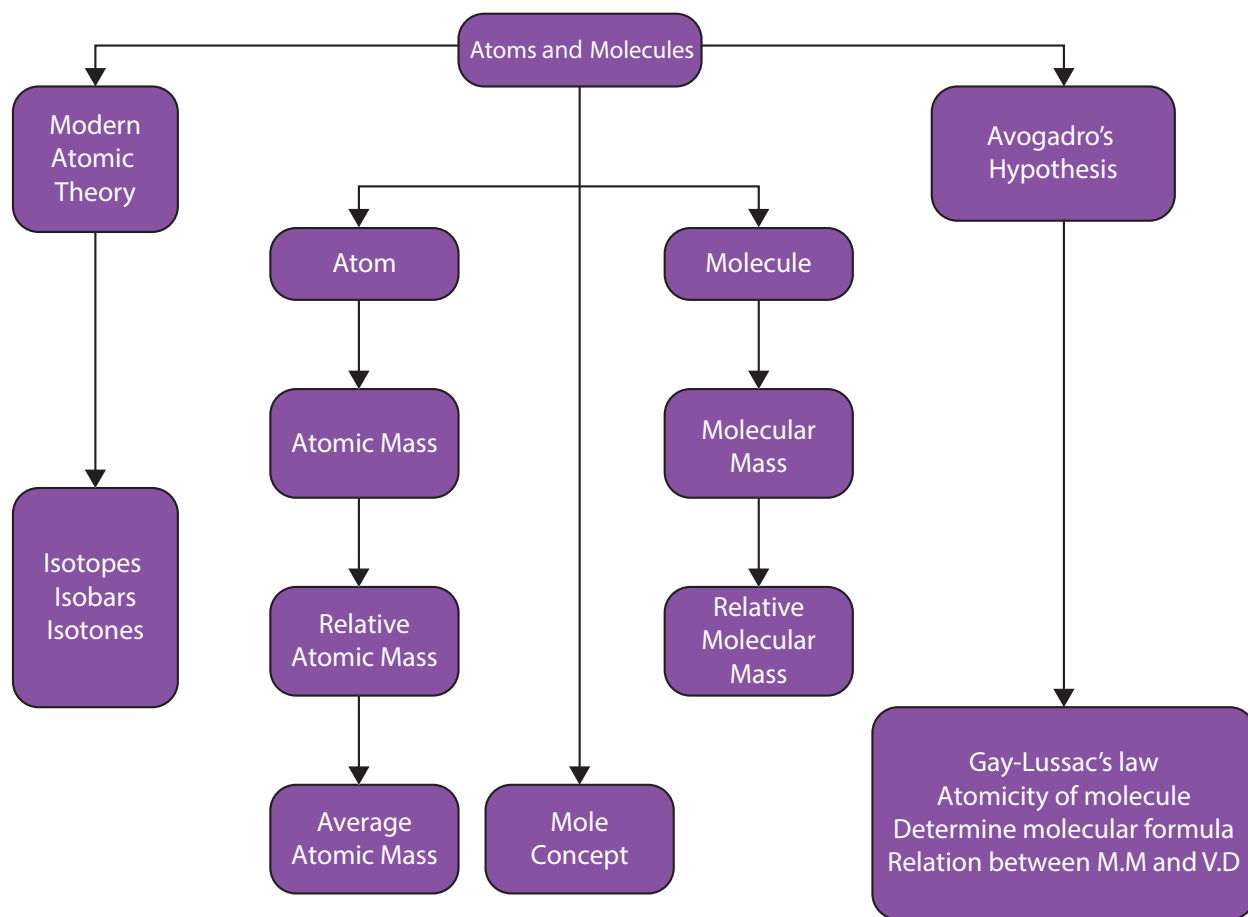 Atoms and Molecules
Modern
Atomic
Theory
Avogadro’s
Hypothesis
Atom
Molecule
Atomic Mass
Molecular
Mass
Isotopes
Isobars
Isotones
Relative
Atomic Mass
Relative
Molecular
Mass
Average
Atomic Mass
Mole
Concept
Gay-Lussac’s law
Atomicity of molecule
Determine molecular formula
Relation between M.M and V.D